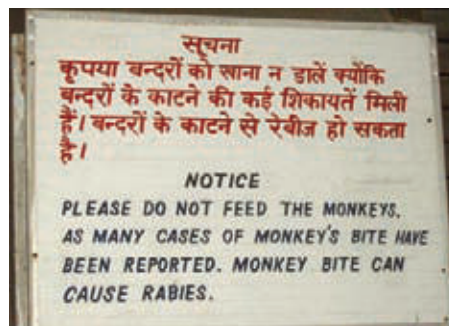 सूचना
कृपया बन्दरों को खाना न डालें क्योंकि
बन्दरों के काटने की कई शिकायतें मिली
हैं। बन्दरों के काटने से रेबीज हो सकता
है।
NOTICE
PLEASE DO NOT FEED THE MONKEYS.
AS MANY CASES OF MONKEY'S BITE HAVE
BEEN REPORTED. MONKEY BITE CAN
CAUSE RABIES.